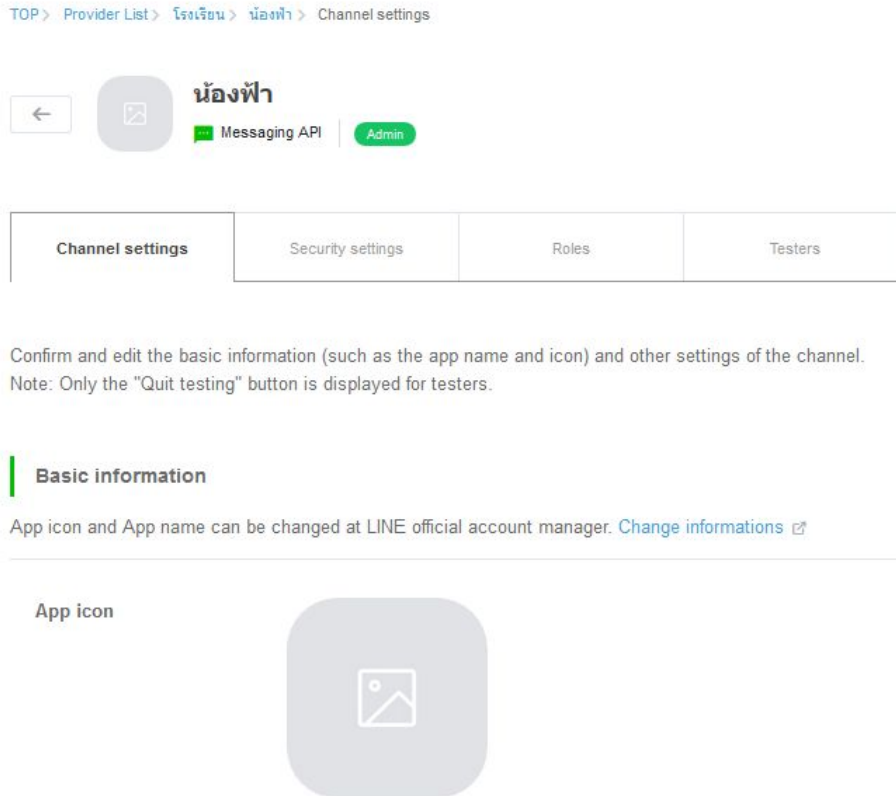 TOP> Provider List> โรงเรียน> น้องฟ้า> Channel settings
น้องฟ้า
Messaging API Admin
Channel settings Security settings Roles Testers
Confirm and edit the basic information (such as the app name and icon) and other settings of the channel.
Note: Only the "Quit testing" button is displayed for testers.
Basic information
App icon and App name can be changed at LINE official account manager. Change informations
App icon